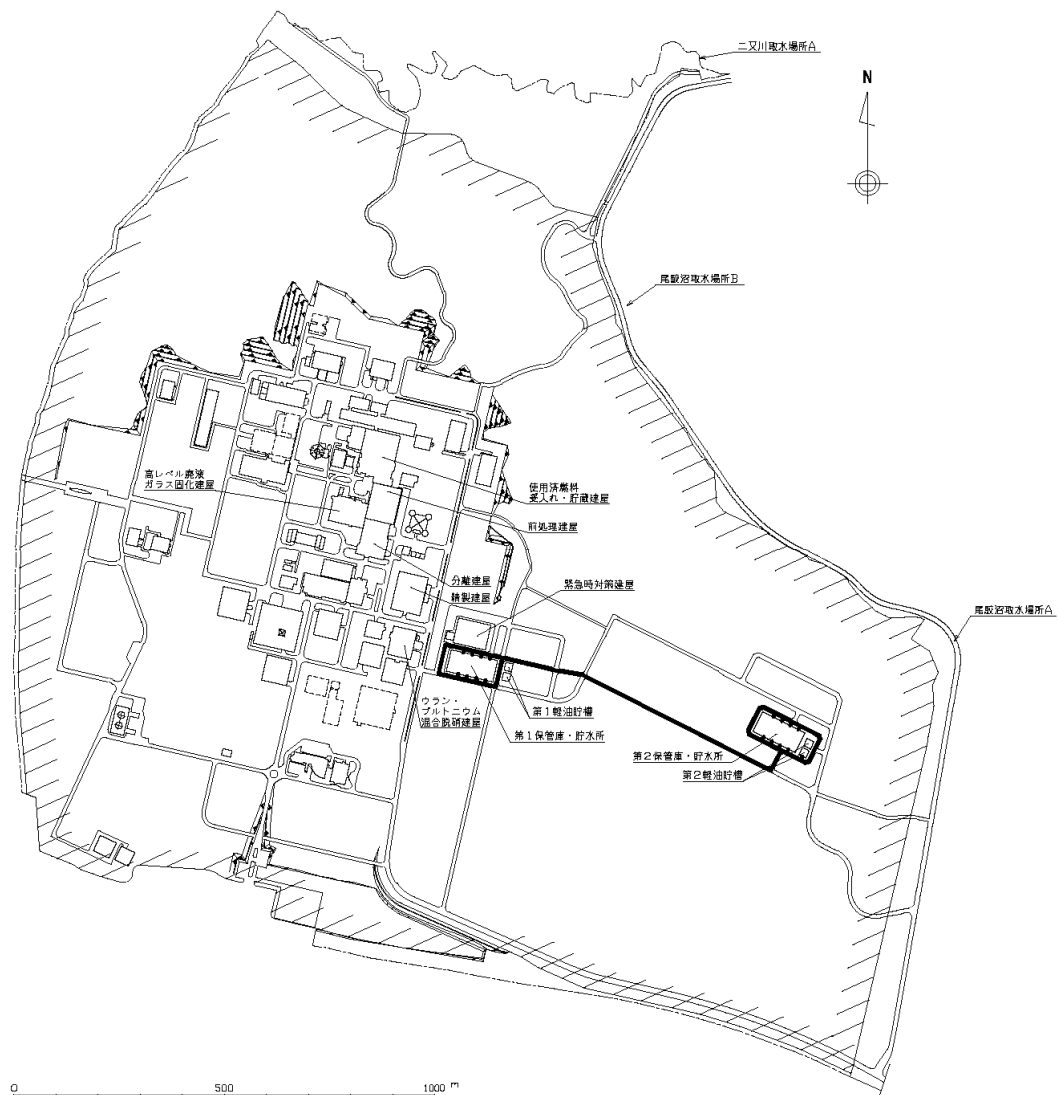 二又川取水場所A
N
尾駮沼取水場所B
高レベル廃液
ガラス固化建屋
使用済燃料
受入れ・貯蔵建屋
前処理建屋
分離建屋
精製建屋
緊急時対策建屋
尾駮沼取水場所A
ウラン・
プルトニウム
混合脱硝建屋
第1軽油貯槽
第1保管庫・貯水所
第2保管庫・貯水所
第2軽油貯槽
0
500
1000 m